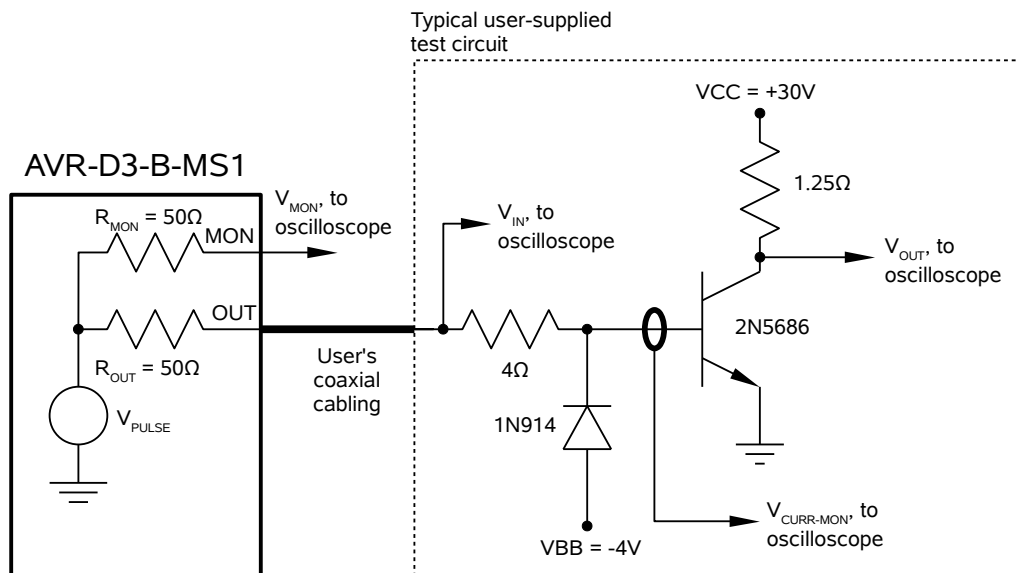 Typical user-supplied
test circuit
VCC = +30V
AVR-D3-B-MS1
1.25Ω
V_MON, to
oscilloscope
V_IN, to
oscilloscope
R_MON = 50Ω
MON
V_OUT, to
oscilloscope
OUT
2N5686
R_OUT = 50Ω
User's
coaxial
cabling
4Ω
V_PULSE
1N914
V_CURR-MON, to
oscilloscope
VBB = -4V